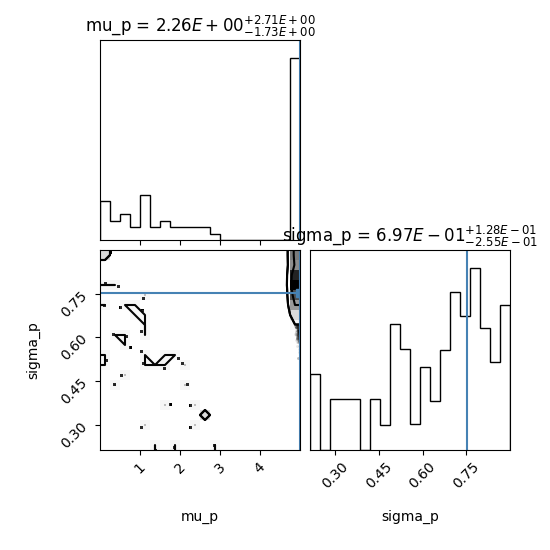 mu_p = 2.26E + 00^{+2.71E+00}_{-1.73E+00}
sigma_p = 6.97E - 01^{+1.28E-01}_{-2.55E-01}
sigma_p
0.75
0.60
0.45
0.30
1 2 3 4
0.30 0.45 0.60 0.75
mu_p
sigma_p